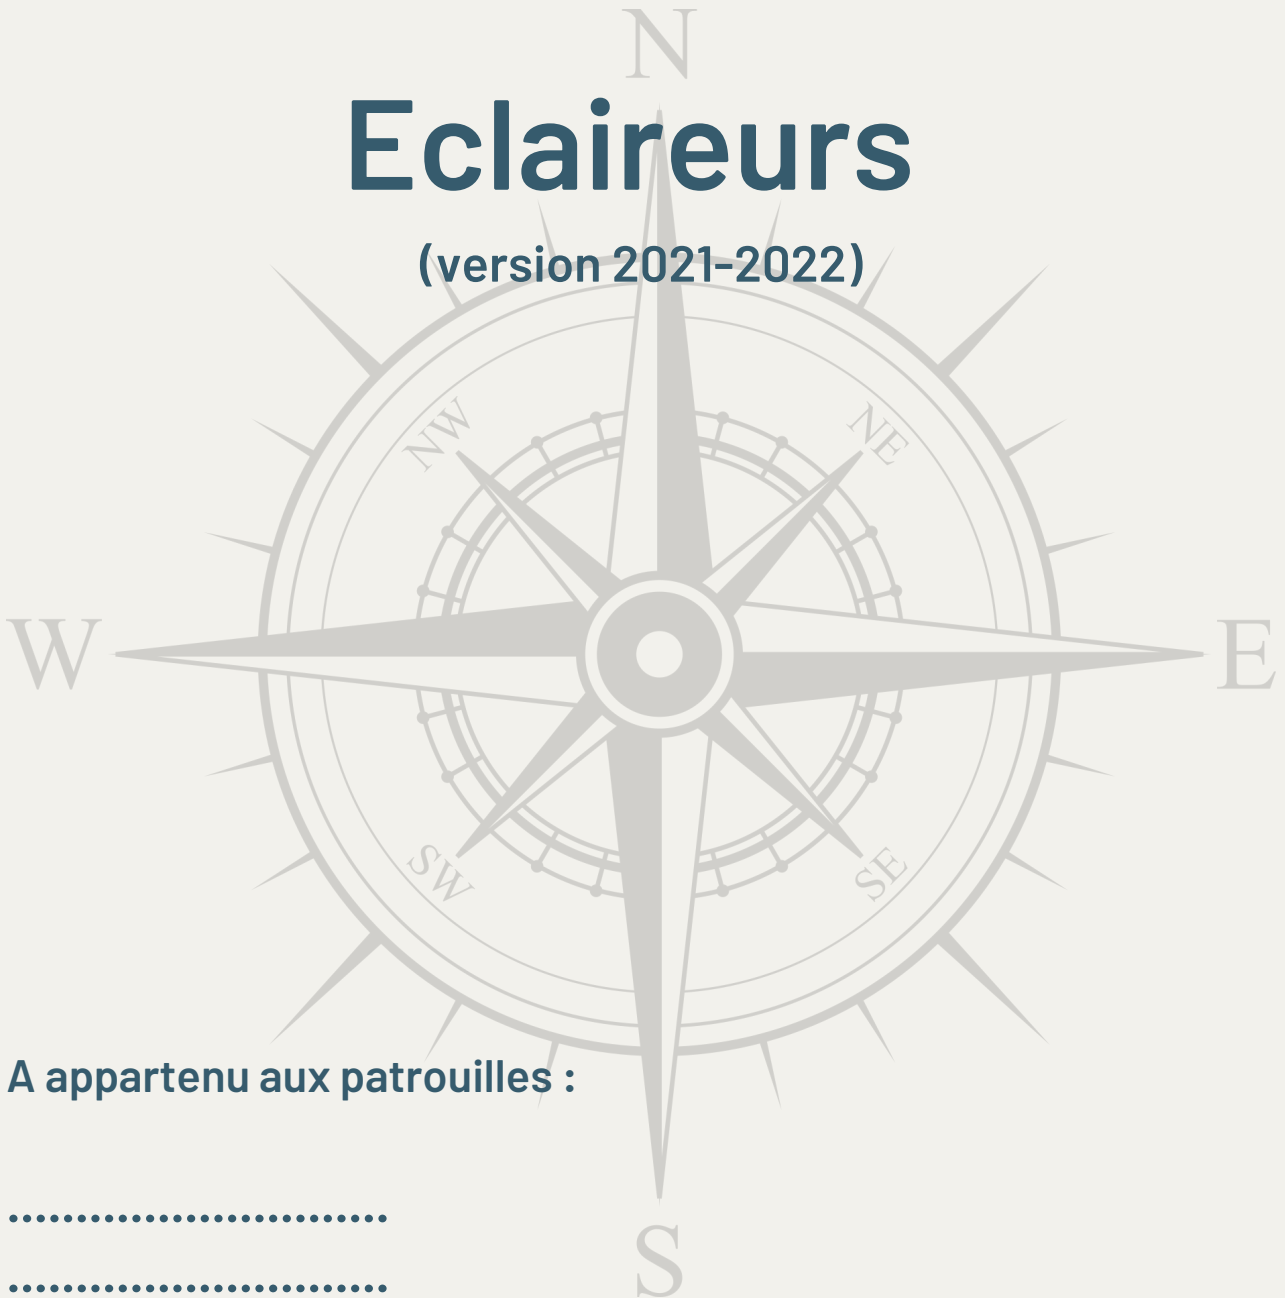 N
Eclaireurs
(version 2021-2022)
NW
NE
W
E
SW
SE
A appartenu aux patrouilles :
............................
............................
S